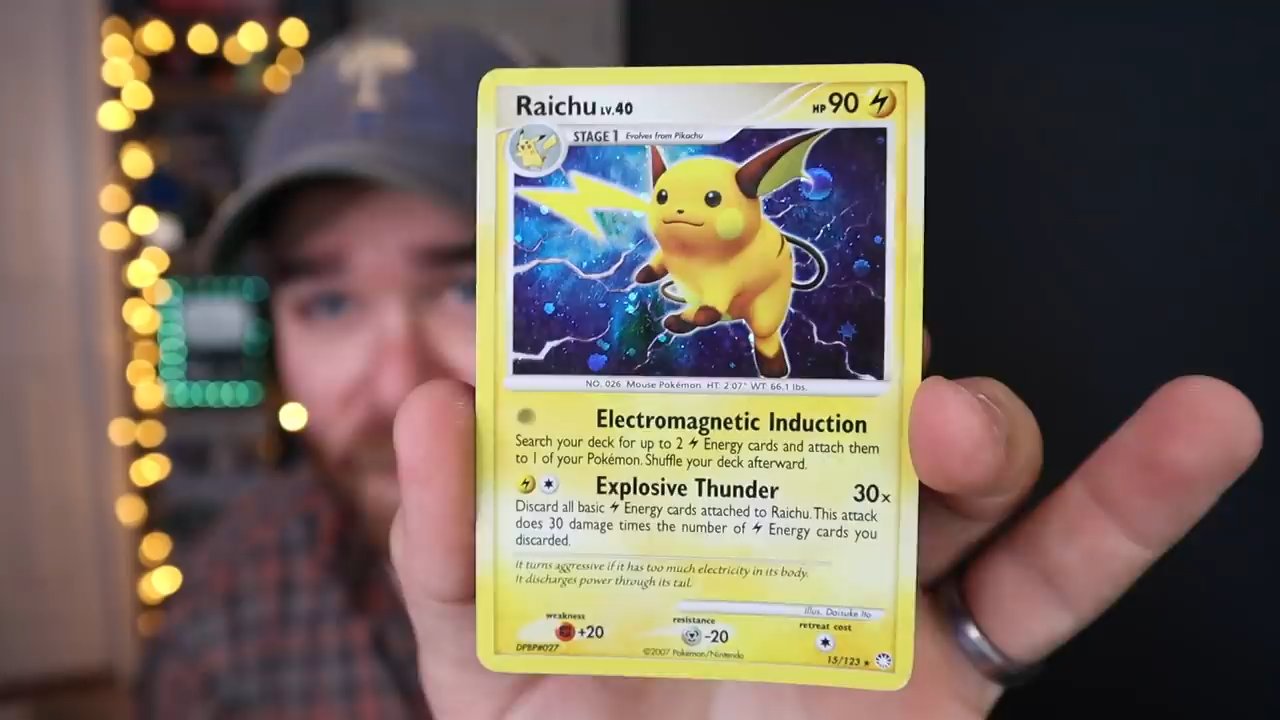 Raichu LV.40 HP 90
STAGE 1 Evolves from Pikachu
NO. 026 Mouse Pokémon HT: 2'07" WT: 66.1 lbs.
Electromagnetic Induction
Search your deck for up to 2 Energy cards and attach them
to 1 of your Pokémon. Shuffle your deck afterward.
Explosive Thunder 30×
Discard all basic Energy cards attached to Raichu. This attack
does 30 damage times the number of Energy cards you
discarded.
It turns aggressive if it has too much electricity in its body.
It discharges power through its tail.
Illus. Daisuke Ito
weakness resistance retreat cost
+20 -20
DPBP#027 ©2007 Pokémon/Nintendo 15/123 ★